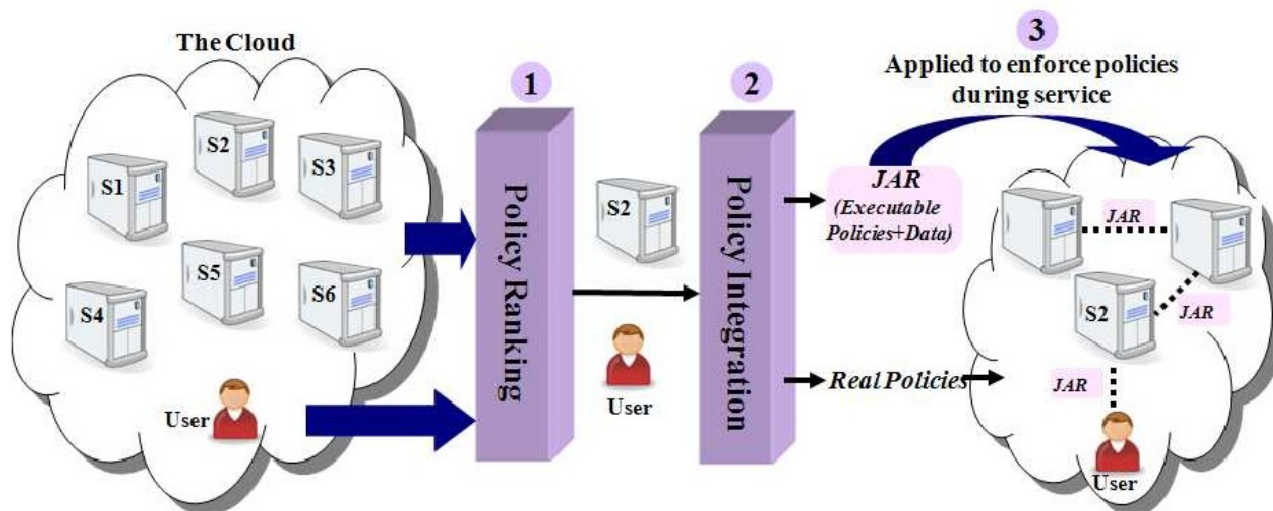 The Cloud
S1
S2
S3
S4
S5
S6
User
1
Policy Ranking
S2
User
2
Policy Integration
3
Applied to enforce policies
during service
JAR
(Executable
Policies+Data)
Real Policies
JAR
JAR
S2
JAR
User